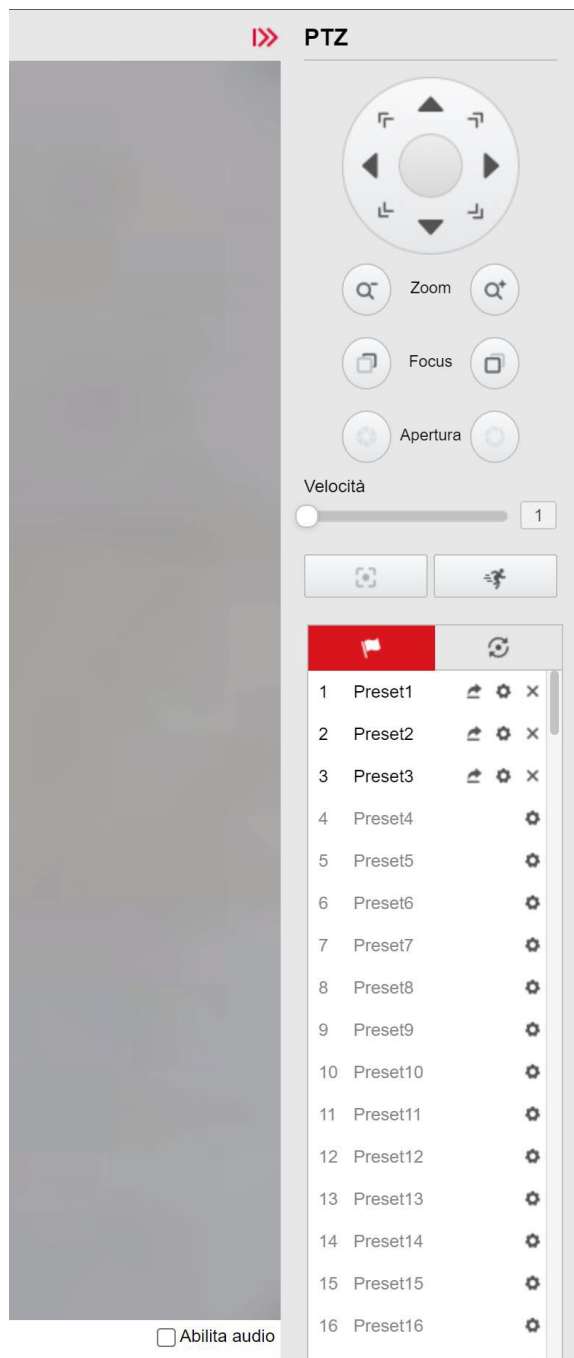 PTZ
Zoom
Focus
Apertura
Velocità
1
1 Preset1
2 Preset2
3 Preset3
4 Preset4
5 Preset5
6 Preset6
7 Preset7
8 Preset8
9 Preset9
10 Preset10
11 Preset11
12 Preset12
13 Preset13
14 Preset14
15 Preset15
16 Preset16
Abilita audio